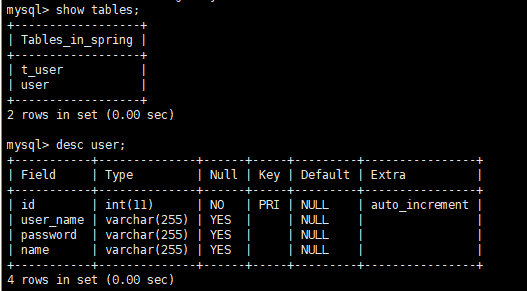 mysql> show tables;
+------------------+
| Tables_in_spring |
+------------------+
| t_user           |
| user             |
+------------------+
2 rows in set (0.00 sec)
mysql> desc user;
+-----------+--------------+------+-----+---------+----------------+
| Field     | Type         | Null | Key | Default | Extra          |
+-----------+--------------+------+-----+---------+----------------+
| id        | int(11)      | NO   | PRI | NULL    | auto_increment |
| user_name | varchar(255) | YES  |     | NULL    |                |
| password  | varchar(255) | YES  |     | NULL    |                |
| name      | varchar(255) | YES  |     | NULL    |                |
+-----------+--------------+------+-----+---------+----------------+
4 rows in set (0.00 sec)